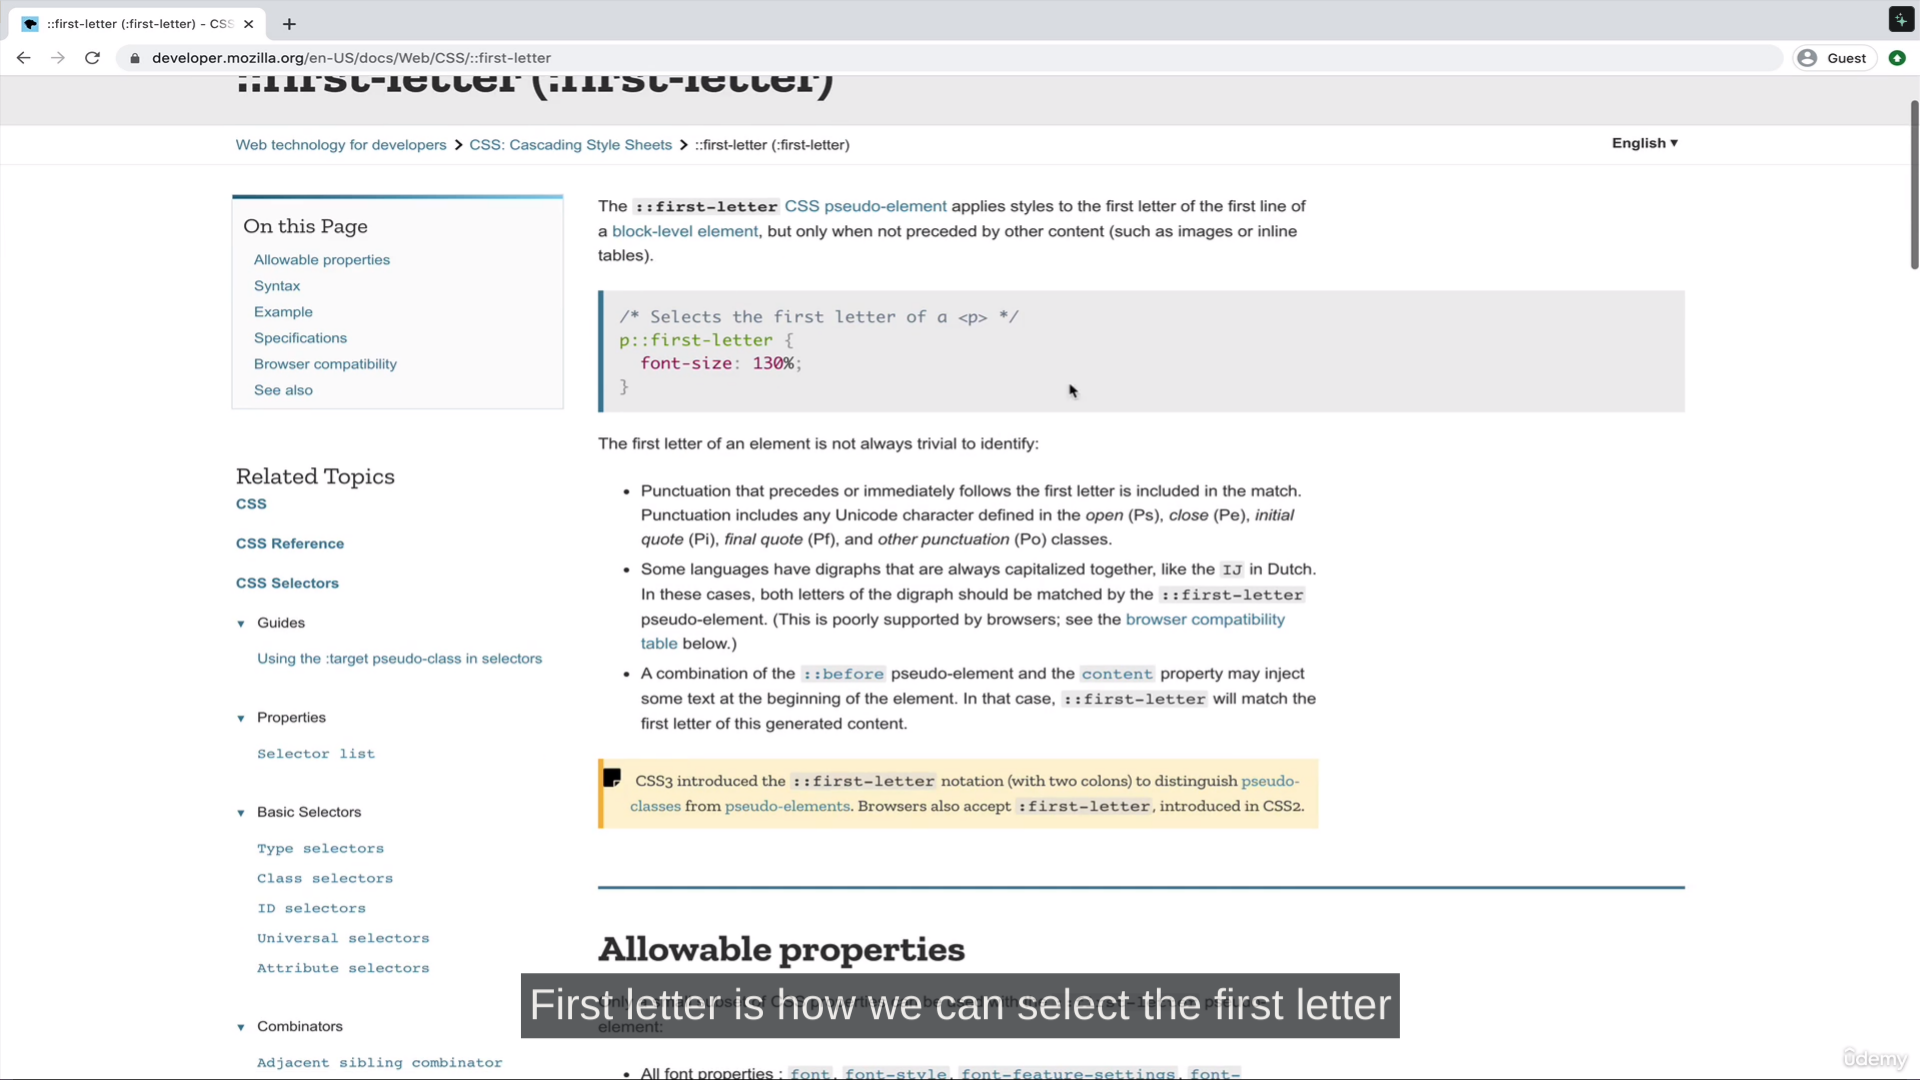 ::first-letter (:first-letter) - CSS
developer.mozilla.org/en-US/docs/Web/CSS/::first-letter
Guest
::first-letter (:first-letter)
Web technology for developers
CSS: Cascading Style Sheets
::first-letter (:first-letter)
English ▼
On this Page
Allowable properties
Syntax
Example
Specifications
Browser compatibility
See also
Related Topics
CSS
CSS Reference
CSS Selectors
Guides
Using the :target pseudo-class in selectors
Properties
Selector list
Basic Selectors
Type selectors
Class selectors
ID selectors
Universal selectors
Attribute selectors
Combinators
Adjacent sibling combinator
The ::first-letter CSS pseudo-element applies styles to the first letter of the first line of
a block-level element, but only when not preceded by other content (such as images or inline
tables).
/* Selects the first letter of a <p> */
p::first-letter {
font-size: 130%;
}
The first letter of an element is not always trivial to identify:
• Punctuation that precedes or immediately follows the first letter is included in the match.
Punctuation includes any Unicode character defined in the open (Ps), close (Pe), initial
quote (Pi), final quote (Pf), and other punctuation (Po) classes.
• Some languages have digraphs that are always capitalized together, like the IJ in Dutch.
In these cases, both letters of the digraph should be matched by the ::first-letter
pseudo-element. (This is poorly supported by browsers; see the browser compatibility
table below.)
• A combination of the ::before pseudo-element and the content property may inject
some text at the beginning of the element. In that case, ::first-letter will match the
first letter of this generated content.
CSS3 introduced the ::first-letter notation (with two colons) to distinguish pseudo-
classes from pseudo-elements. Browsers also accept :first-letter, introduced in CSS2.
Allowable properties
First letter is how we can select the first letter
element:
• All font properties : font, font-style, font-feature-settings, font-
ûdemy